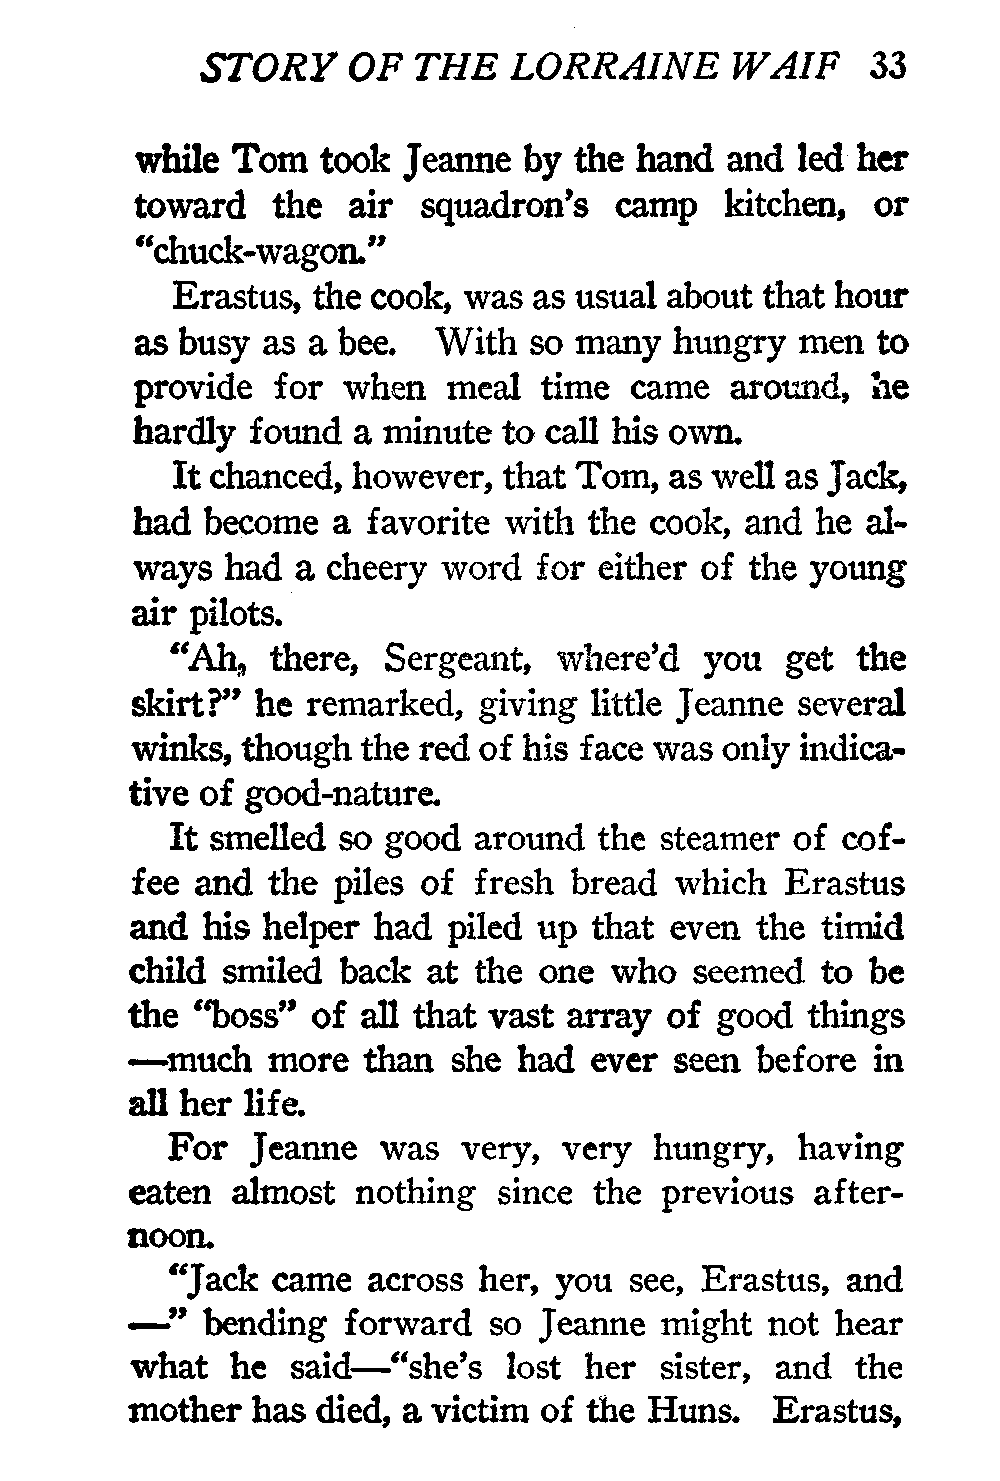 STORY OF THE LORRAINE WAIF 33
while Tom took Jeanne by the hand and led her
toward the air squadron's camp kitchen, or
"chuck-wagon."
Erastus, the cook, was as usual about that hour
as busy as a bee. With so many hungry men to
provide for when meal time came around, he
hardly found a minute to call his own.
It chanced, however, that Tom, as well as Jack,
had become a favorite with the cook, and he al-
ways had a cheery word for either of the young
air pilots.
"Ah, there, Sergeant, where'd you get the
skirt?" he remarked, giving little Jeanne several
winks, though the red of his face was only indica-
tive of good-nature.
It smelled so good around the steamer of cof-
fee and the piles of fresh bread which Erastus
and his helper had piled up that even the timid
child smiled back at the one who seemed to be
the "boss" of all that vast array of good things
—much more than she had ever seen before in
all her life.
For Jeanne was very, very hungry, having
eaten almost nothing since the previous after-
noon.
"Jack came across her, you see, Erastus, and
—" bending forward so Jeanne might not hear
what he said—"she's lost her sister, and the
mother has died, a victim of the Huns. Erastus,